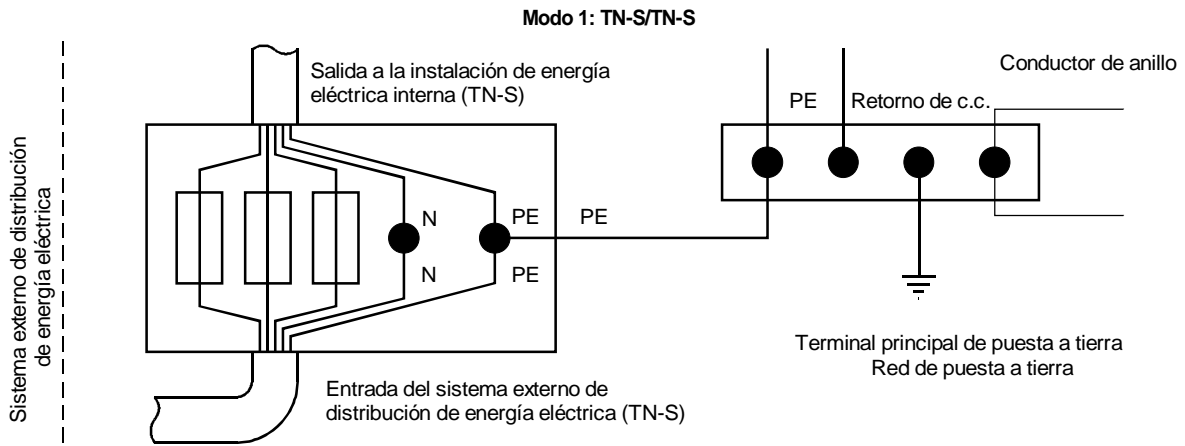 Modo 1: TN-S/TN-S
Sistema externo de distribución
de energía eléctrica
Salida a la instalación de energía
eléctrica interna (TN-S)
N
PE
PE
N
PE
Entrada del sistema externo de
distribución de energía eléctrica (TN-S)
PE
Retorno de c.c.
Conductor de anillo
Terminal principal de puesta a tierra
Red de puesta a tierra